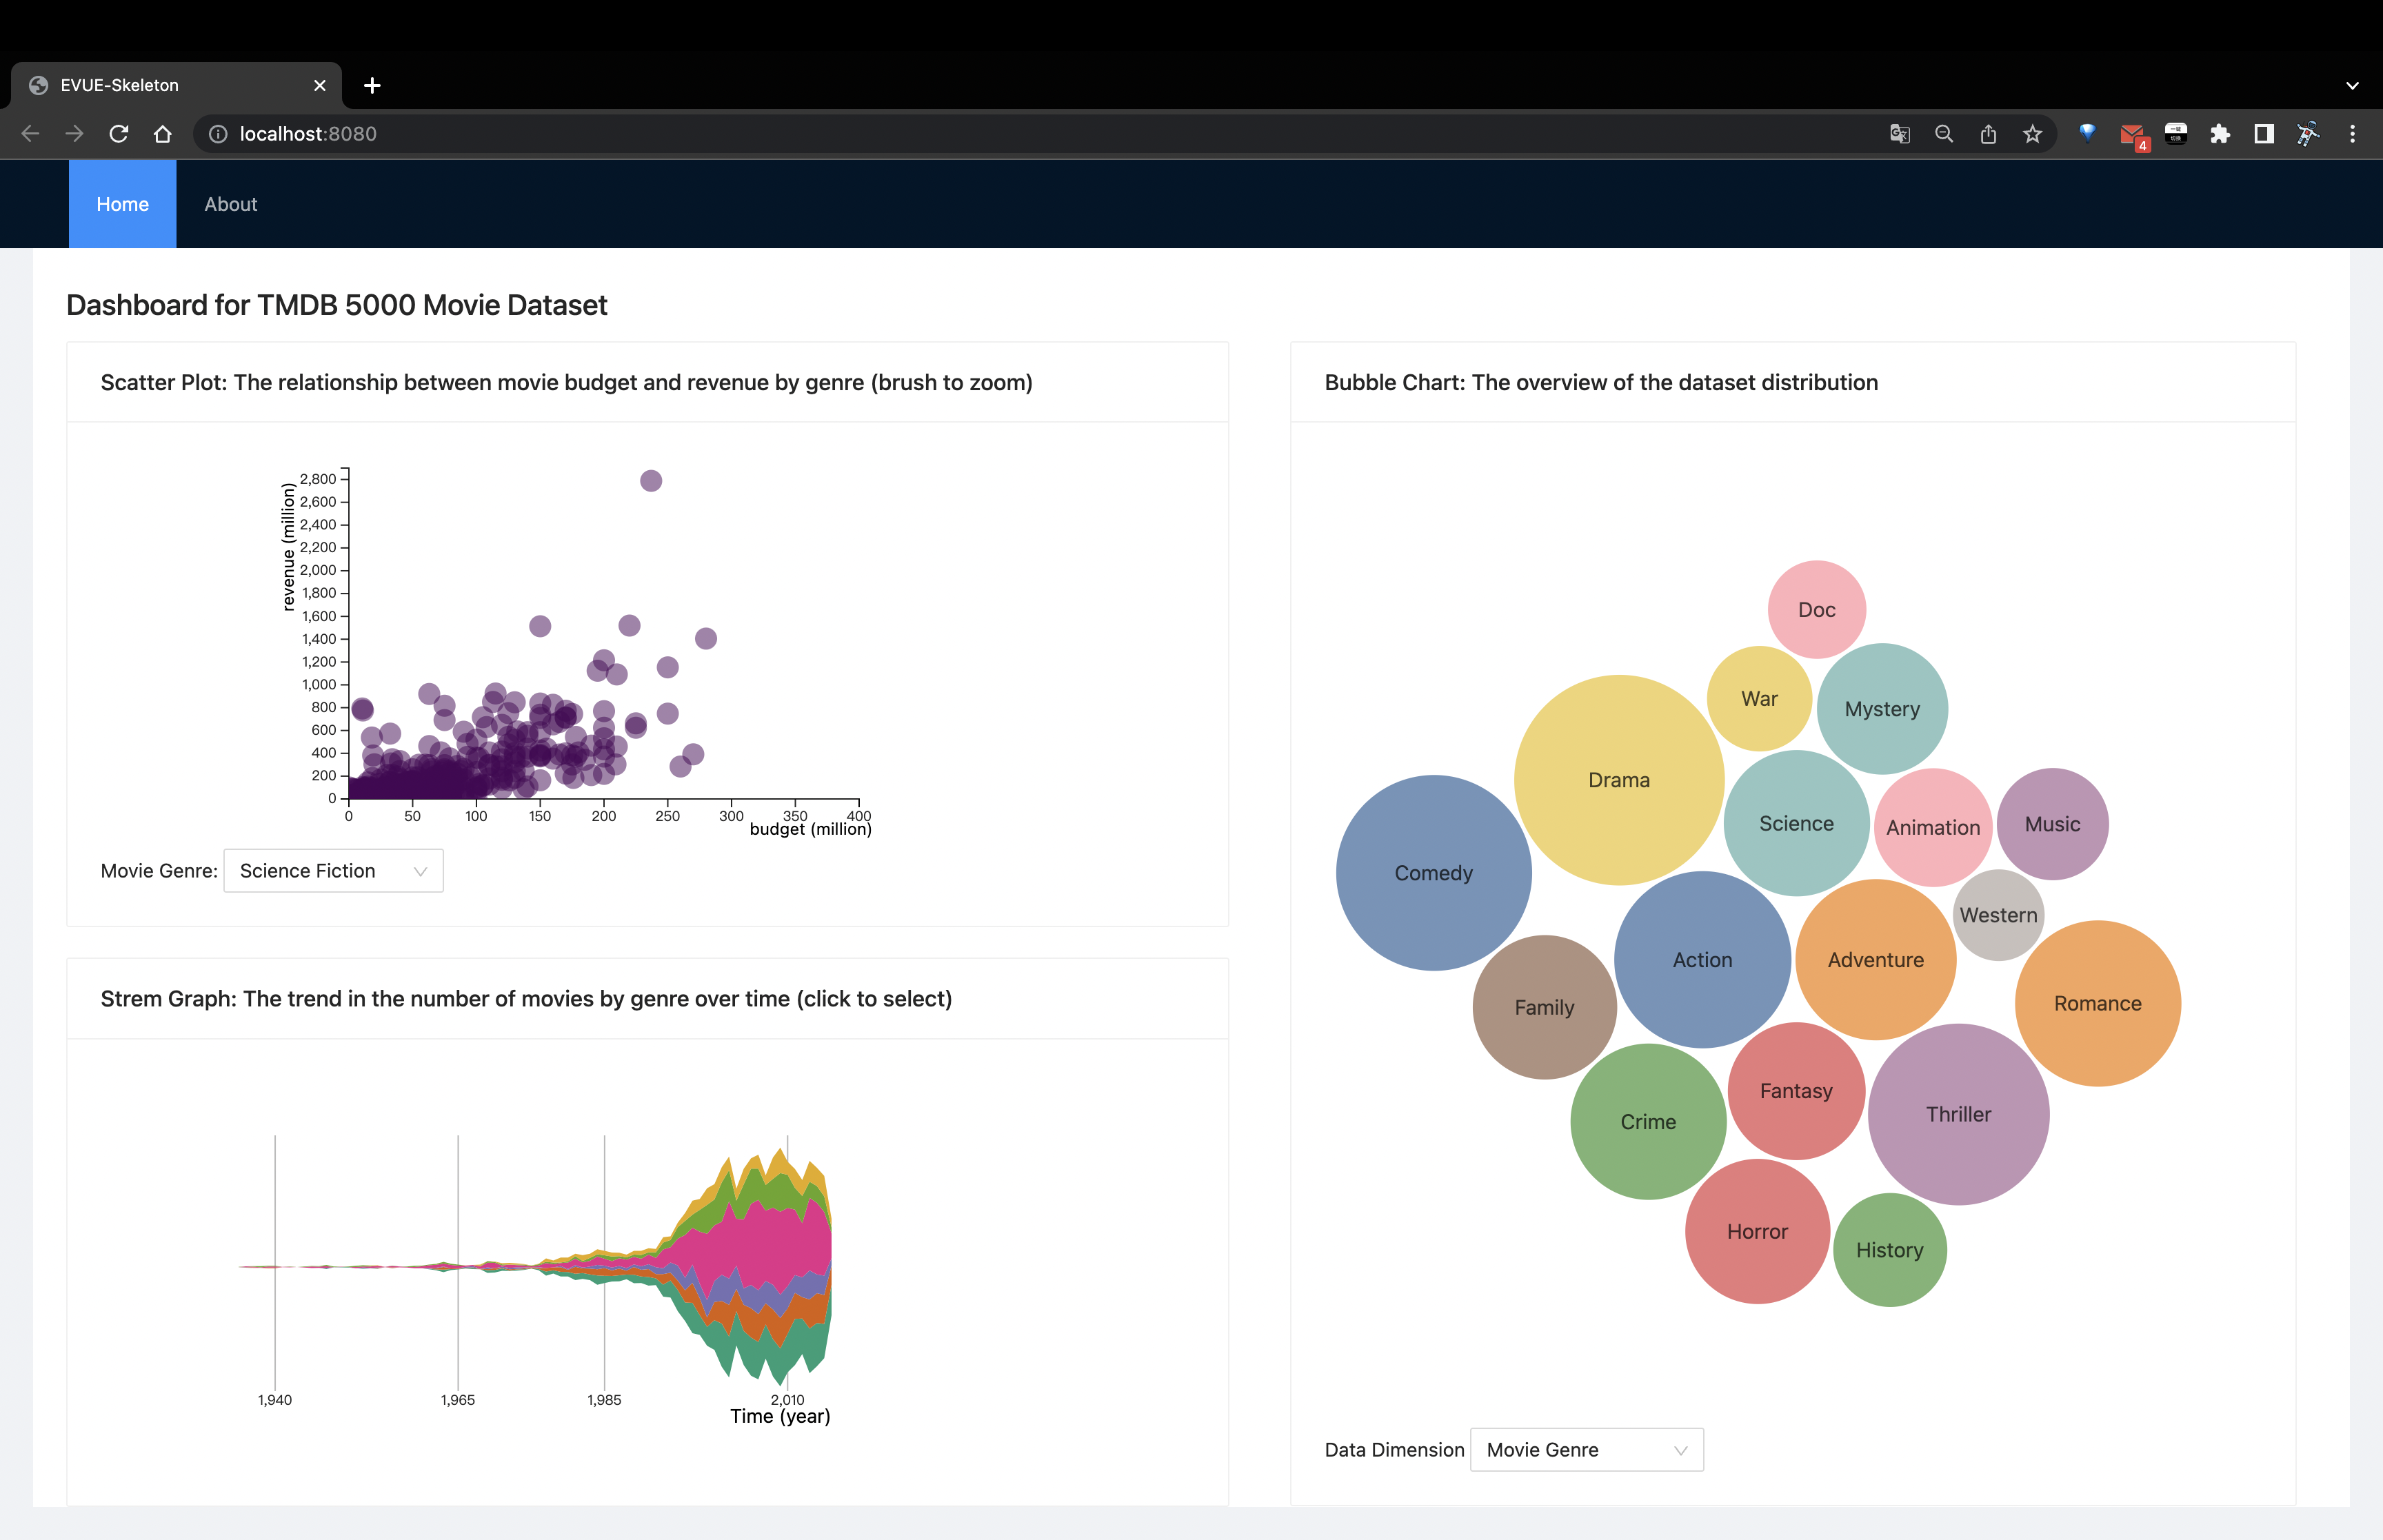 EVUE-Skeleton
localhost:8080
4
Home
About
Dashboard for TMDB 5000 Movie Dataset
Scatter Plot: The relationship between movie budget and revenue by genre (brush to zoom)
revenue (million)
2,800
2,600
2,400
2,200
2,000
1,800
1,600
1,400
1,200
1,000
800
600
400
200
0
0 50 100 150 200 250 300 350 400
budget (million)
Movie Genre: Science Fiction
Strem Graph: The trend in the number of movies by genre over time (click to select)
1,940 1,965 1,985 2,010
Time (year)
Bubble Chart: The overview of the dataset distribution
Doc
War
Mystery
Drama
Science
Animation
Music
Comedy
Western
Action
Adventure
Family
Romance
Fantasy
Thriller
Crime
Horror
History
Data Dimension Movie Genre